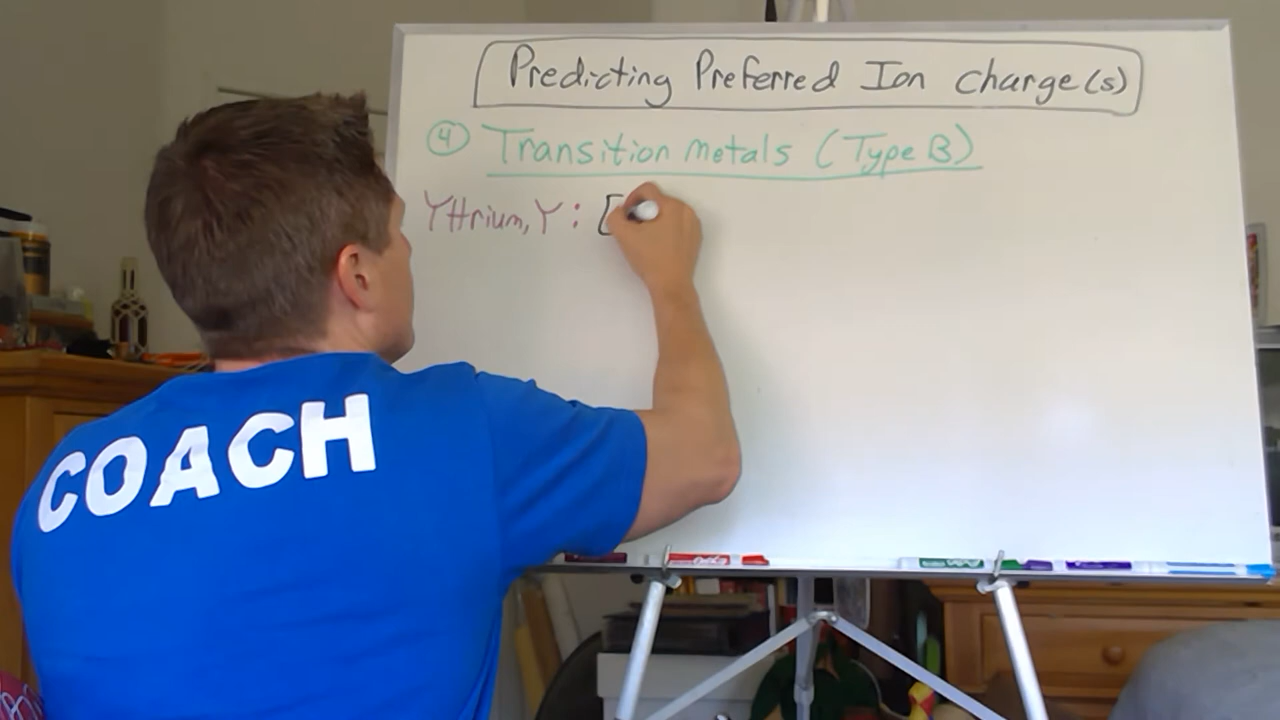 Predicting Preferred Ion Charge(s)
④ Transition Metals (Type B)
Yttrium, Y : [
COACH